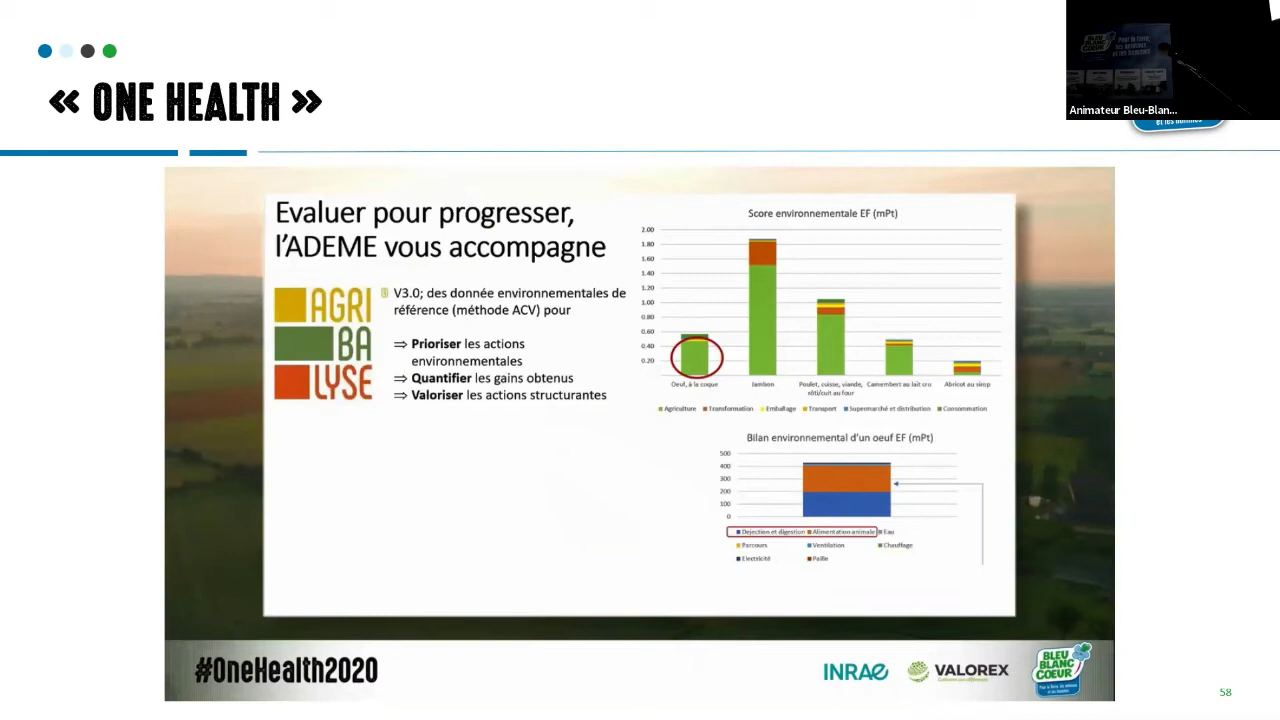 « ONE HEALTH »
Animateur Bleu-Blan...
et les hommes
Evaluer pour progresser,
l'ADEME vous accompagne
AGRI
BA
LYSE
V3.0; des donnée environnementales de
référence (méthode ACV) pour
⇒ Prioriser les actions
environnementales
⇒ Quantifier les gains obtenus
⇒ Valoriser les actions structurantes
Score environnementale EF (mPt)
2.00
1.80
1.60
1.40
1.20
1.00
0.80
0.60
0.40
0.20
Oeuf, à la coque
Jambon
Poulet, cuisse, viande,
rôti/cuit au four
Camembert au lait cru
Abricot au sirop
Agriculture Transformation Emballage Transport Supermarché et distribution Consommation
Bilan environnemental d'un oeuf EF (mPt)
500
400
300
200
100
0
Dejection et digestion Alimentation animale Eau
Parcours Ventilation Chauffage
Electricité Paille
#OneHealth2020
INRAE
VALOREX
BLEU
BLANC
COEUR
58